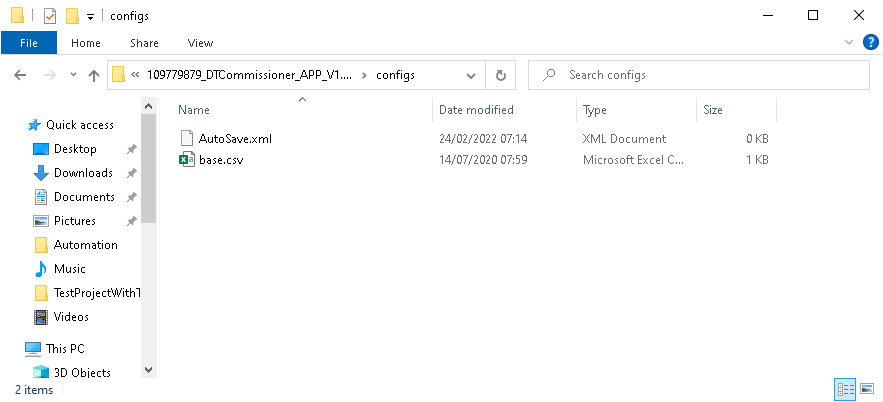 configs
File Home Share View
« 109779879_DTCommissioner_APP_V1.... > configs Search configs
Name Date modified Type Size
Quick access
AutoSave.xml 24/02/2022 07:14 XML Document 0 KB
Desktop
base.csv 14/07/2020 07:59 Microsoft Excel C... 1 KB
Downloads
Documents
Pictures
Automation
Music
TestProjectWithT
Videos
This PC
3D Objects
2 items